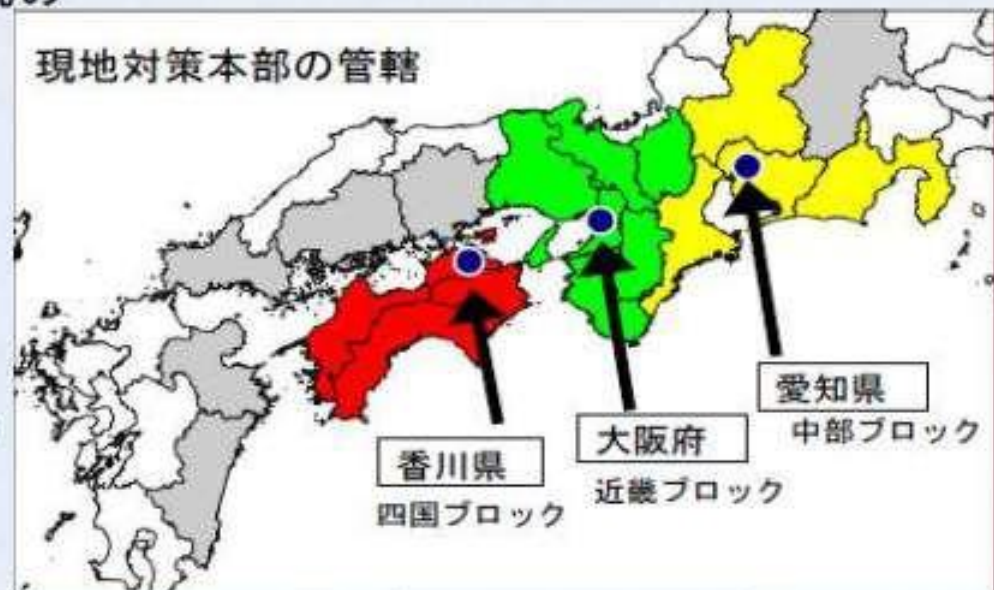 現地対策本部の管轄
愛知県
中部ブロック
大阪府
近畿ブロック
香川県
四国ブロック